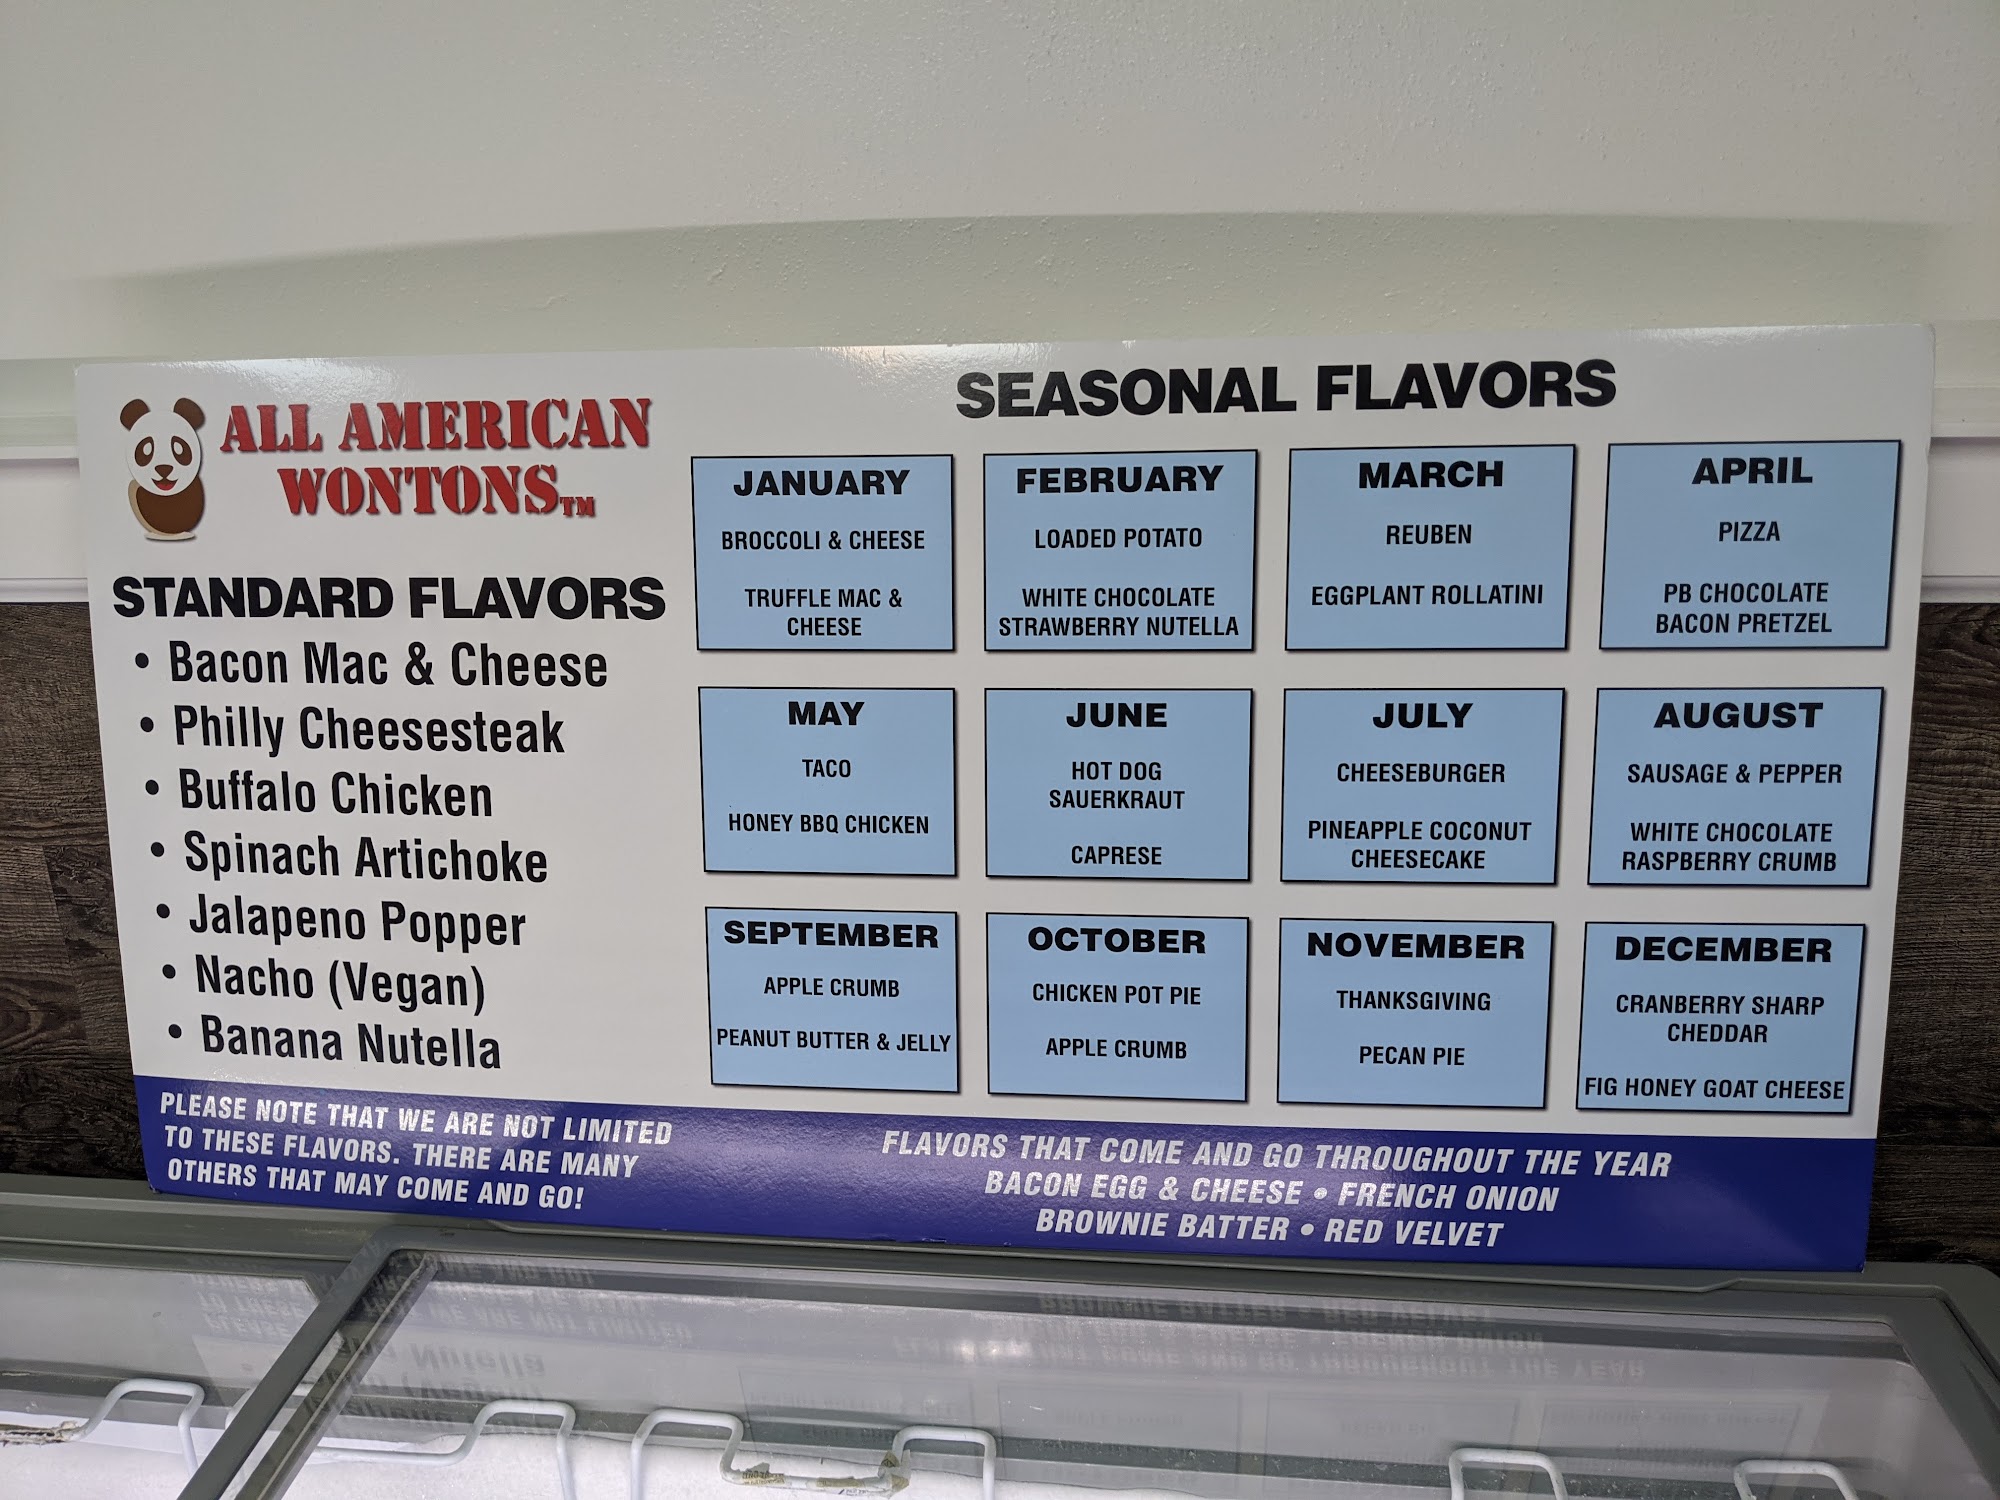 ALL AMERICAN
WONTONS™
STANDARD FLAVORS
• Bacon Mac & Cheese
• Philly Cheesesteak
• Buffalo Chicken
• Spinach Artichoke
• Jalapeno Popper
• Nacho (Vegan)
• Banana Nutella
SEASONAL FLAVORS
JANUARY
BROCCOLI & CHEESE
TRUFFLE MAC &
CHEESE
FEBRUARY
LOADED POTATO
WHITE CHOCOLATE
STRAWBERRY NUTELLA
MARCH
REUBEN
EGGPLANT ROLLATINI
APRIL
PIZZA
PB CHOCOLATE
BACON PRETZEL
MAY
TACO
HONEY BBQ CHICKEN
JUNE
HOT DOG
SAUERKRAUT
CAPRESE
JULY
CHEESEBURGER
PINEAPPLE COCONUT
CHEESECAKE
AUGUST
SAUSAGE & PEPPER
WHITE CHOCOLATE
RASPBERRY CRUMB
SEPTEMBER
APPLE CRUMB
PEANUT BUTTER & JELLY
OCTOBER
CHICKEN POT PIE
APPLE CRUMB
NOVEMBER
THANKSGIVING
PECAN PIE
DECEMBER
CRANBERRY SHARP
CHEDDAR
FIG HONEY GOAT CHEESE
PLEASE NOTE THAT WE ARE NOT LIMITED
TO THESE FLAVORS. THERE ARE MANY
OTHERS THAT MAY COME AND GO!
FLAVORS THAT COME AND GO THROUGHOUT THE YEAR
BACON EGG & CHEESE • FRENCH ONION
BROWNIE BATTER • RED VELVET